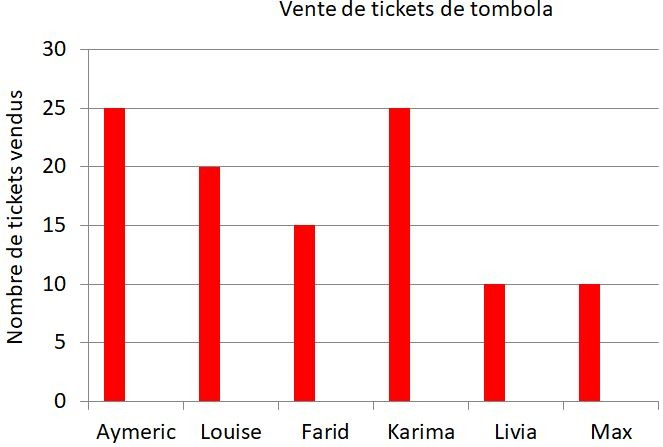 Vente de tickets de tombola
Nombre de tickets vendus
30
25
20
15
10
5
0
Aymeric Louise Farid Karima Livia Max